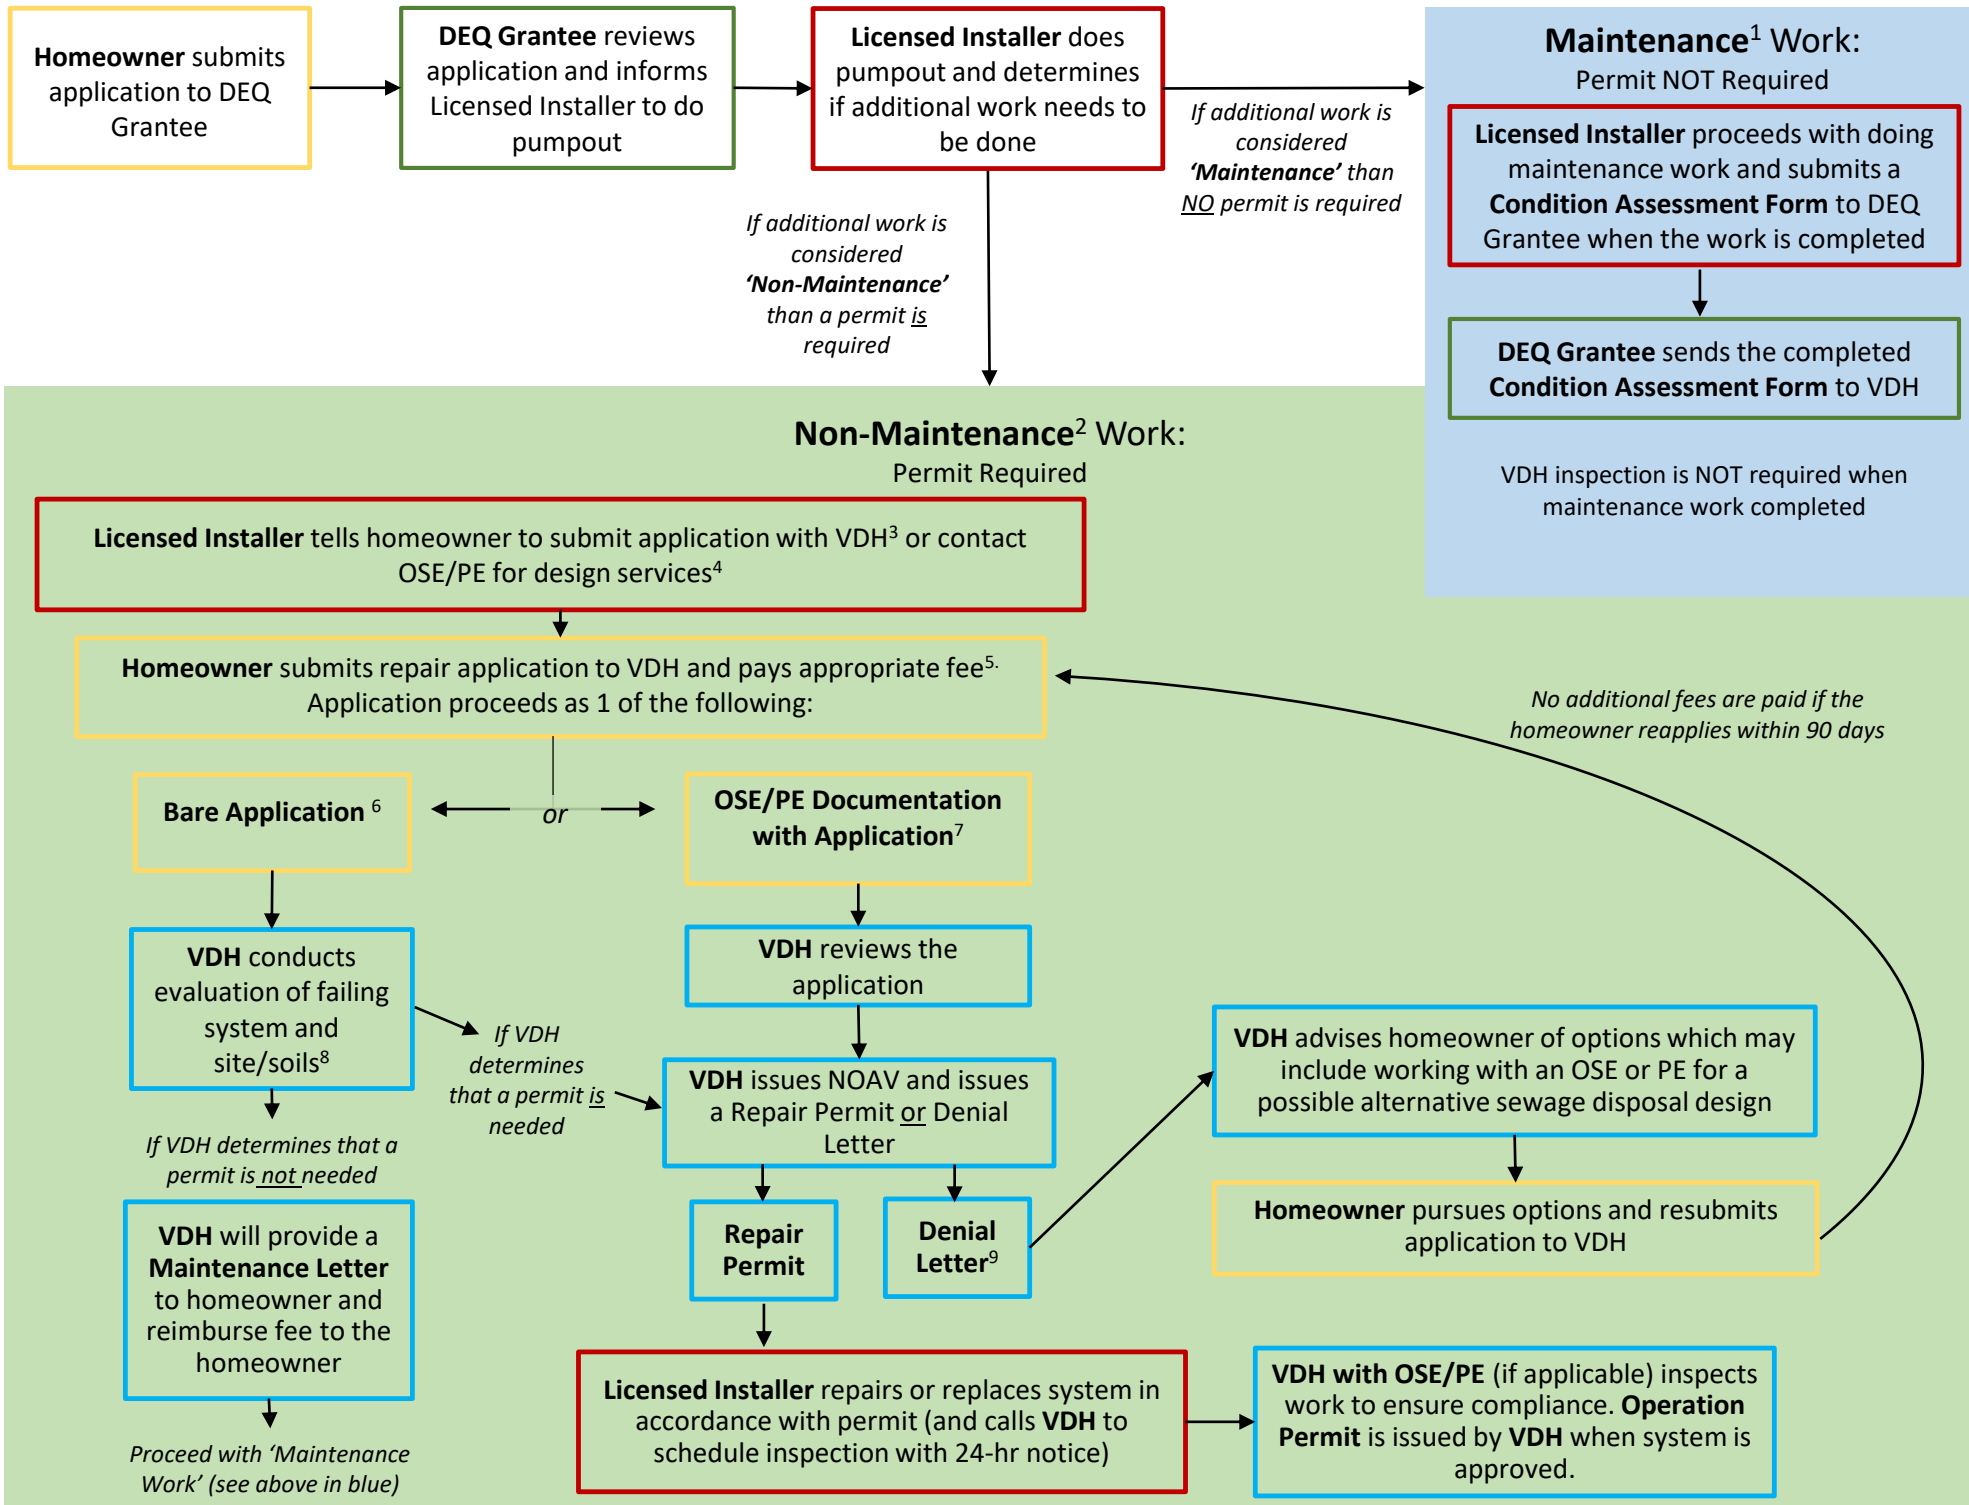 Homeowner submits
application to DEQ
Grantee
DEQ Grantee reviews
application and informs
Licensed Installer to do
pumpout
Licensed Installer does
pumpout and determines
if additional work needs to
be done
If additional work is
considered
‘Maintenance’ than
NO permit is required
If additional work is
considered
‘Non-Maintenance’
than a permit is
required
Maintenance1 Work:
Permit NOT Required
Licensed Installer proceeds with doing
maintenance work and submits a
Condition Assessment Form to DEQ
Grantee when the work is completed
DEQ Grantee sends the completed
Condition Assessment Form to VDH
VDH inspection is NOT required when
maintenance work completed
Non-Maintenance2 Work:
Permit Required
Licensed Installer tells homeowner to submit application with VDH3 or contact
OSE/PE for design services4
Homeowner submits repair application to VDH and pays appropriate fee5.
Application proceeds as 1 of the following:
No additional fees are paid if the
homeowner reapplies within 90 days
Bare Application 6
or
OSE/PE Documentation
with Application7
VDH conducts
evaluation of failing
system and
site/soils8
If VDH
determines
that a permit is
needed
VDH reviews the
application
VDH issues NOAV and issues
a Repair Permit or Denial
Letter
VDH advises homeowner of options which may
include working with an OSE or PE for a
possible alternative sewage disposal design
If VDH determines that a
permit is not needed
Homeowner pursues options and resubmits
application to VDH
Repair
Permit
Denial
Letter9
VDH will provide a
Maintenance Letter
to homeowner and
reimburse fee to the
homeowner
Licensed Installer repairs or replaces system in
accordance with permit (and calls VDH to
schedule inspection with 24-hr notice)
VDH with OSE/PE (if applicable) inspects
work to ensure compliance. Operation
Permit is issued by VDH when system is
approved.
Proceed with ‘Maintenance
Work’ (see above in blue)